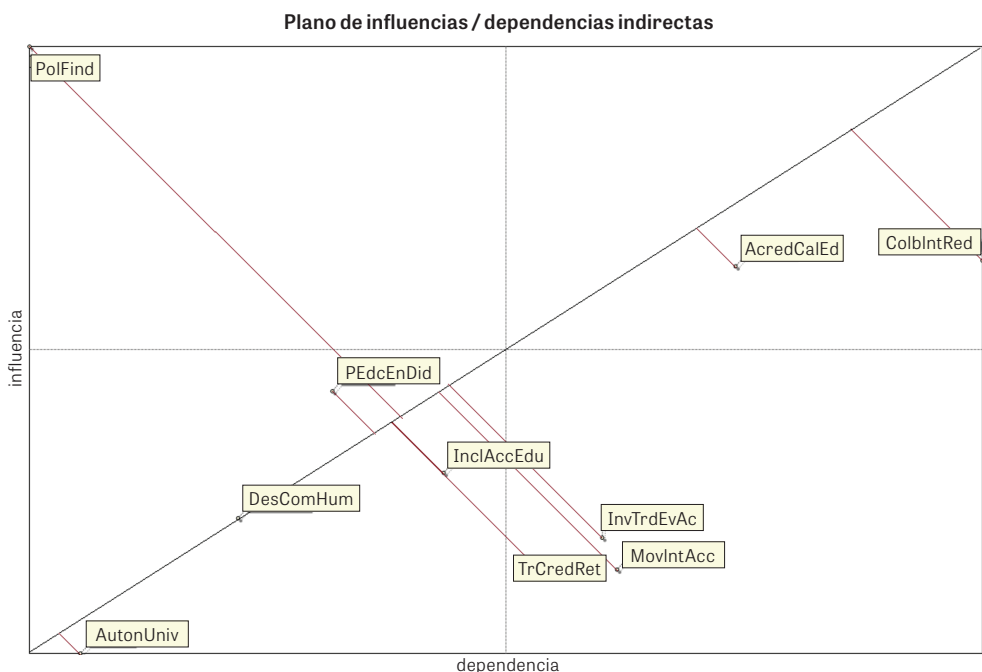 Plano de influencias / dependencias indirectas
PolFind
ColbIntRed
AcredCalEd
influencia
PEdcEnDid
InclAccEdu
DesComHum
InvTrdEvAc
MovIntAcc
TrCredRet
AutonUniv
dependencia